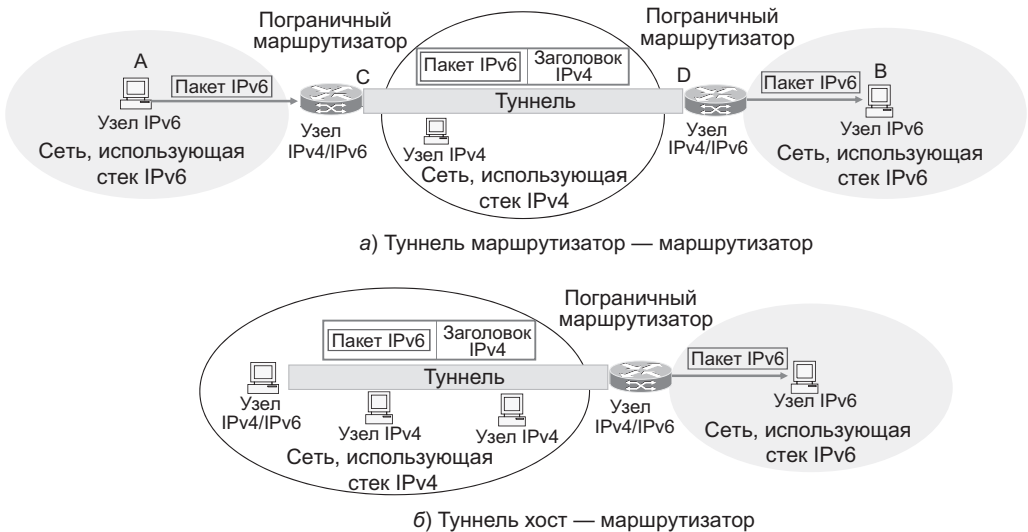 Пограничный
маршрутизатор
Пограничный
маршрутизатор
A
Пакет IPv6
Узел IPv6
Сеть, использующая
стек IPv6
C
Узел
IPv4/IPv6
Пакет IPv6
Заголовок
IPv4
Туннель
Узел IPv4
Сеть, использующая
стек IPv4
D
Узел
IPv4/IPv6
Пакет IPv6
B
Узел IPv6
Сеть, использующая
стек IPv6
а) Туннель маршрутизатор — маршрутизатор
Пограничный
маршрутизатор
Пакет IPv6
Заголовок
IPv4
Туннель
Узел
IPv4/IPv6
Узел IPv4
Узел IPv4
Сеть, использующая
стек IPv4
Узел
IPv4/IPv6
Пакет IPv6
Узел IPv6
Сеть, использующая
стек IPv6
б) Туннель хост — маршрутизатор